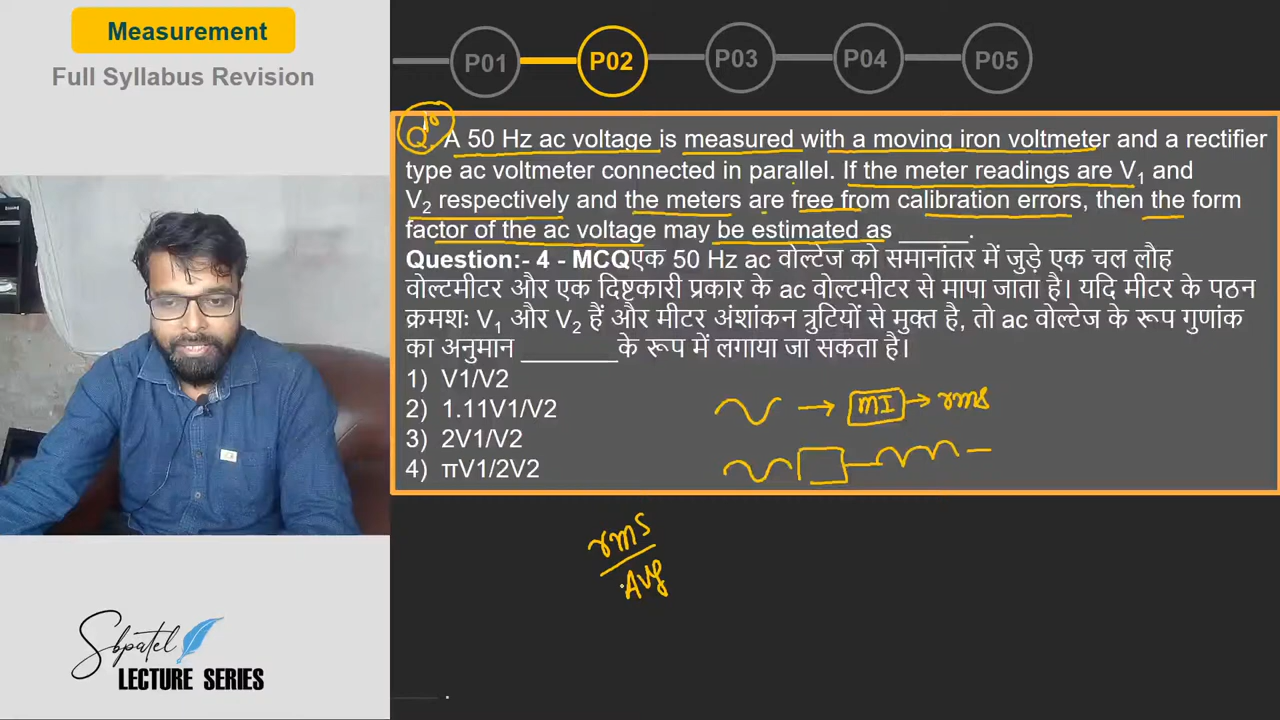 Measurement
Full Syllabus Revision
P01
P02
P03
P04
P05
Q10 A 50 Hz ac voltage is measured with a moving iron voltmeter and a rectifier
type ac voltmeter connected in parallel. If the meter readings are V1 and
V2 respectively and the meters are free from calibration errors, then the form
factor of the ac voltage may be estimated as _____.
Question:- 4 - MCQएक 50 Hz ac वोल्टेज को समानांतर में जुड़े एक चल लौह
वोल्टमीटर और एक दिष्टकारी प्रकार के ac वोल्टमीटर से मापा जाता है। यदि मीटर के पठन
क्रमशः V1 और V2 हैं और मीटर अंशांकन त्रुटियों से मुक्त है, तो ac वोल्टेज के रूप गुणांक
का अनुमान _______के रूप में लगाया जा सकता है।
1) V1/V2
2) 1.11V1/V2
3) 2V1/V2
4) πV1/2V2
MI → rms
rms
Avg
Sbpatel
LECTURE SERIES